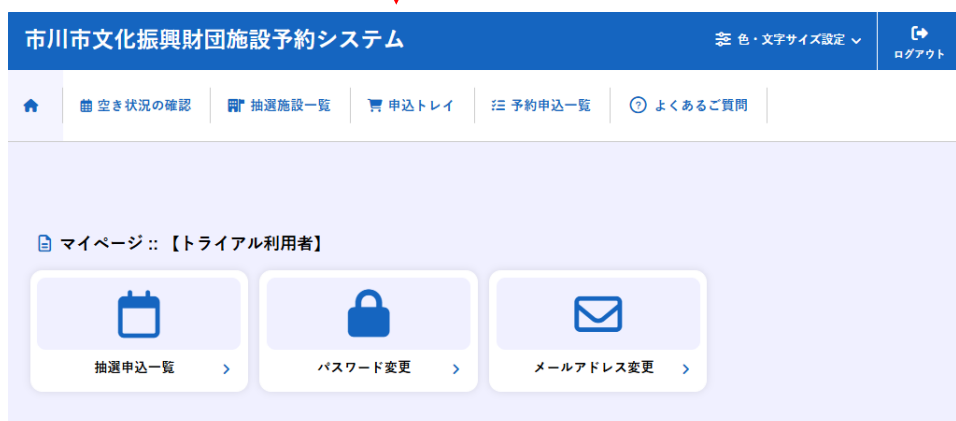 市川市文化振興財団施設予約システム
色・文字サイズ設定
ログアウト
空き状況の確認
抽選施設一覧
申込トレイ
予約申込一覧
よくあるご質問
マイページ :: 【トライアル利用者】
抽選申込一覧
パスワード変更
メールアドレス変更